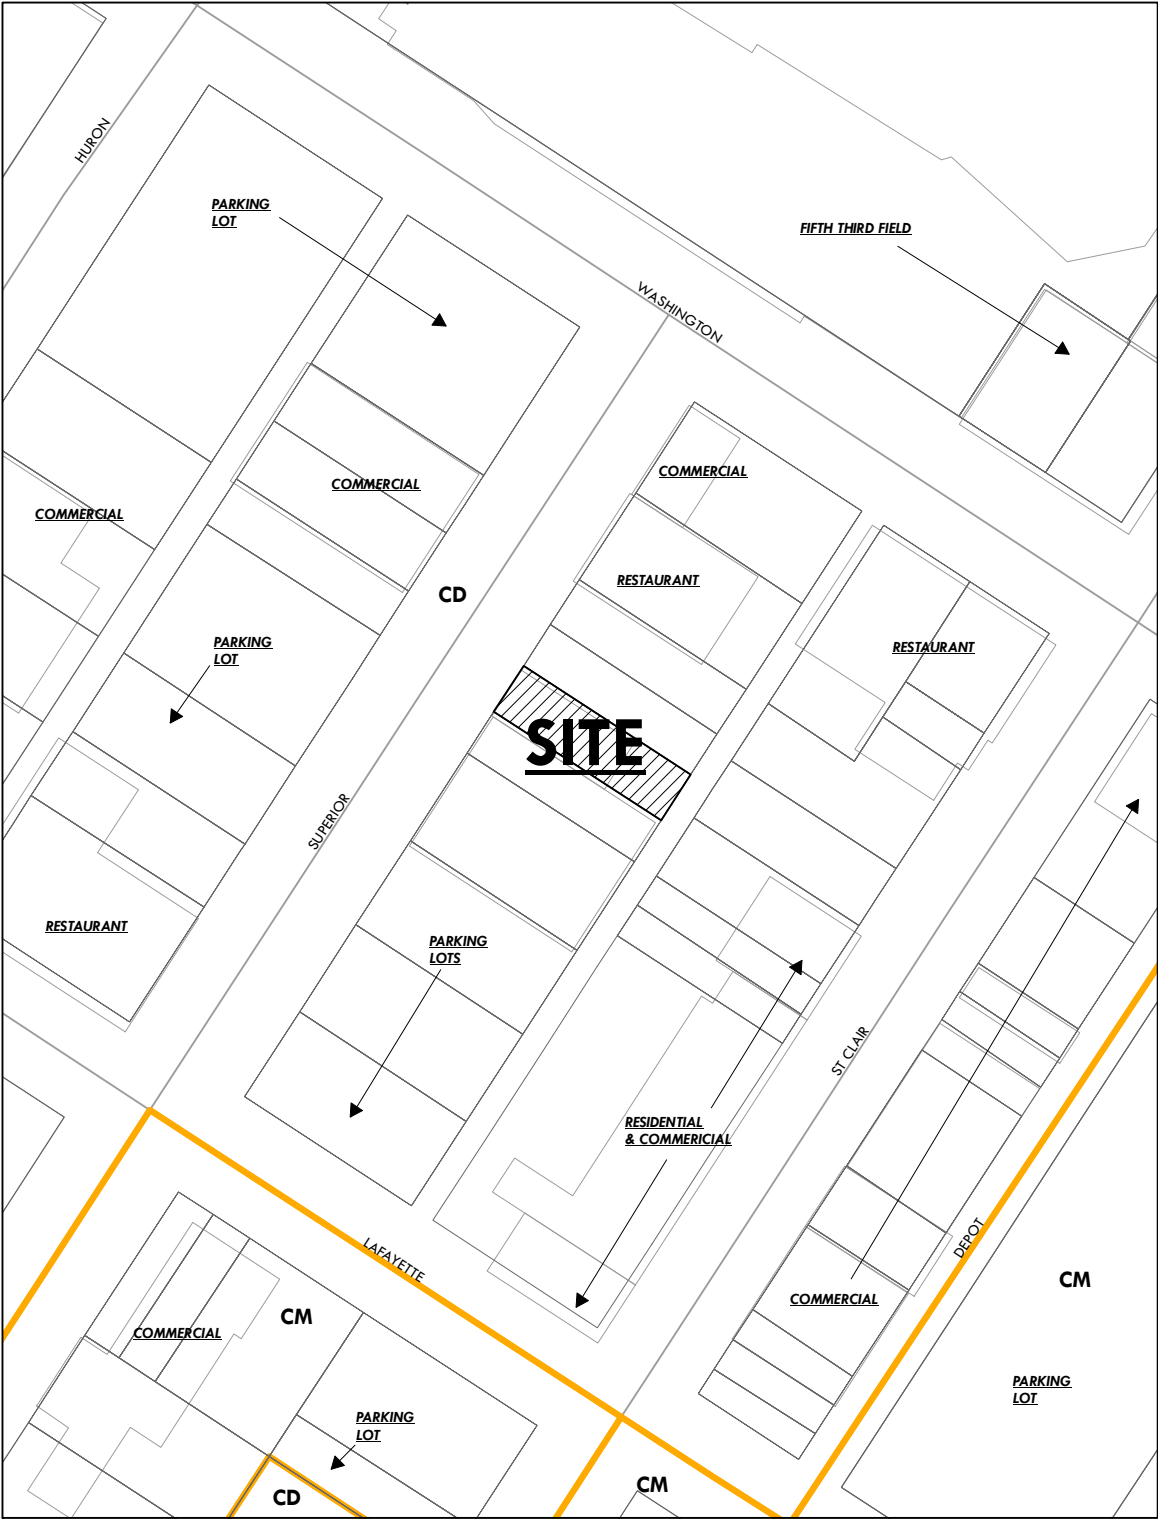 HURON
PARKING
LOT
FIFTH THIRD FIELD
WASHINGTON
COMMERCIAL
COMMERCIAL
COMMERCIAL
RESTAURANT
CD
PARKING
LOT
RESTAURANT
SITE
SUPERIOR
RESTAURANT
PARKING
LOTS
ST CLAIR
RESIDENTIAL
& COMMERICIAL
DEPOT
LAFAYETTE
CM
COMMERCIAL
CM
COMMERCIAL
PARKING
LOT
PARKING
LOT
CM
CD